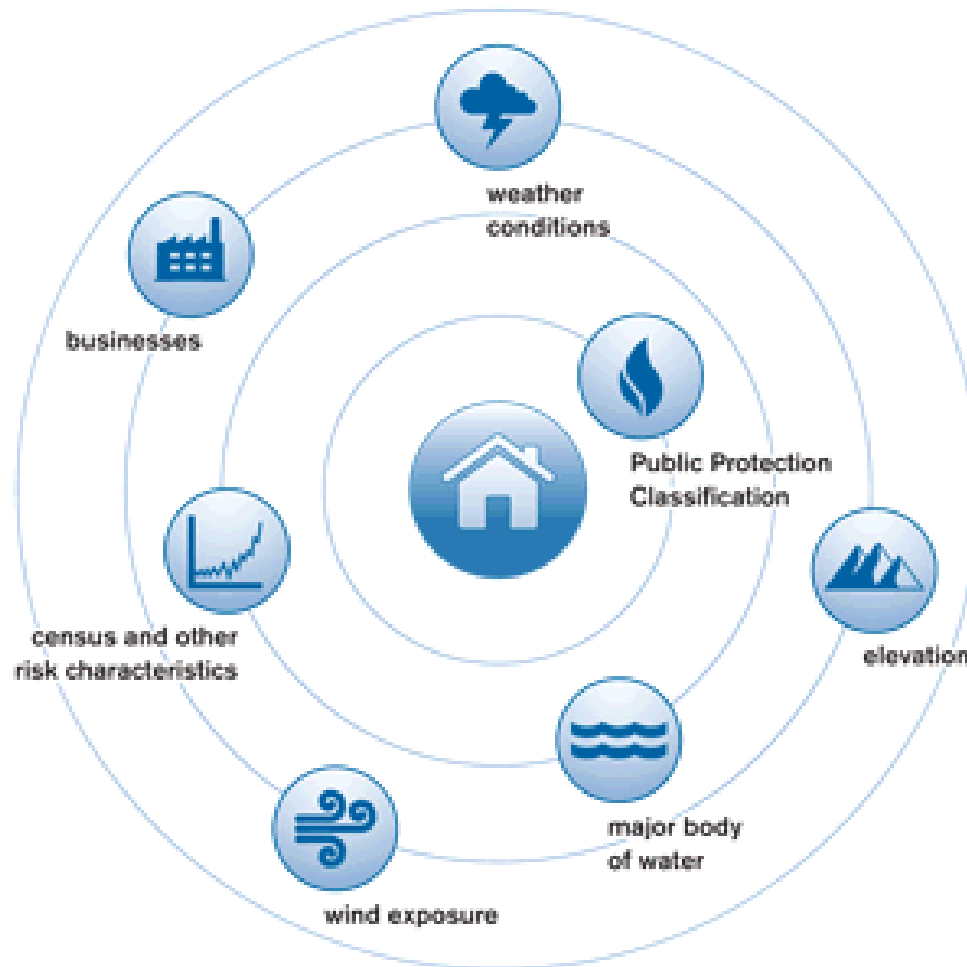 weather
conditions
businesses
Public Protection
Classification
census and other
risk characteristics
elevation
major body
of water
wind exposure